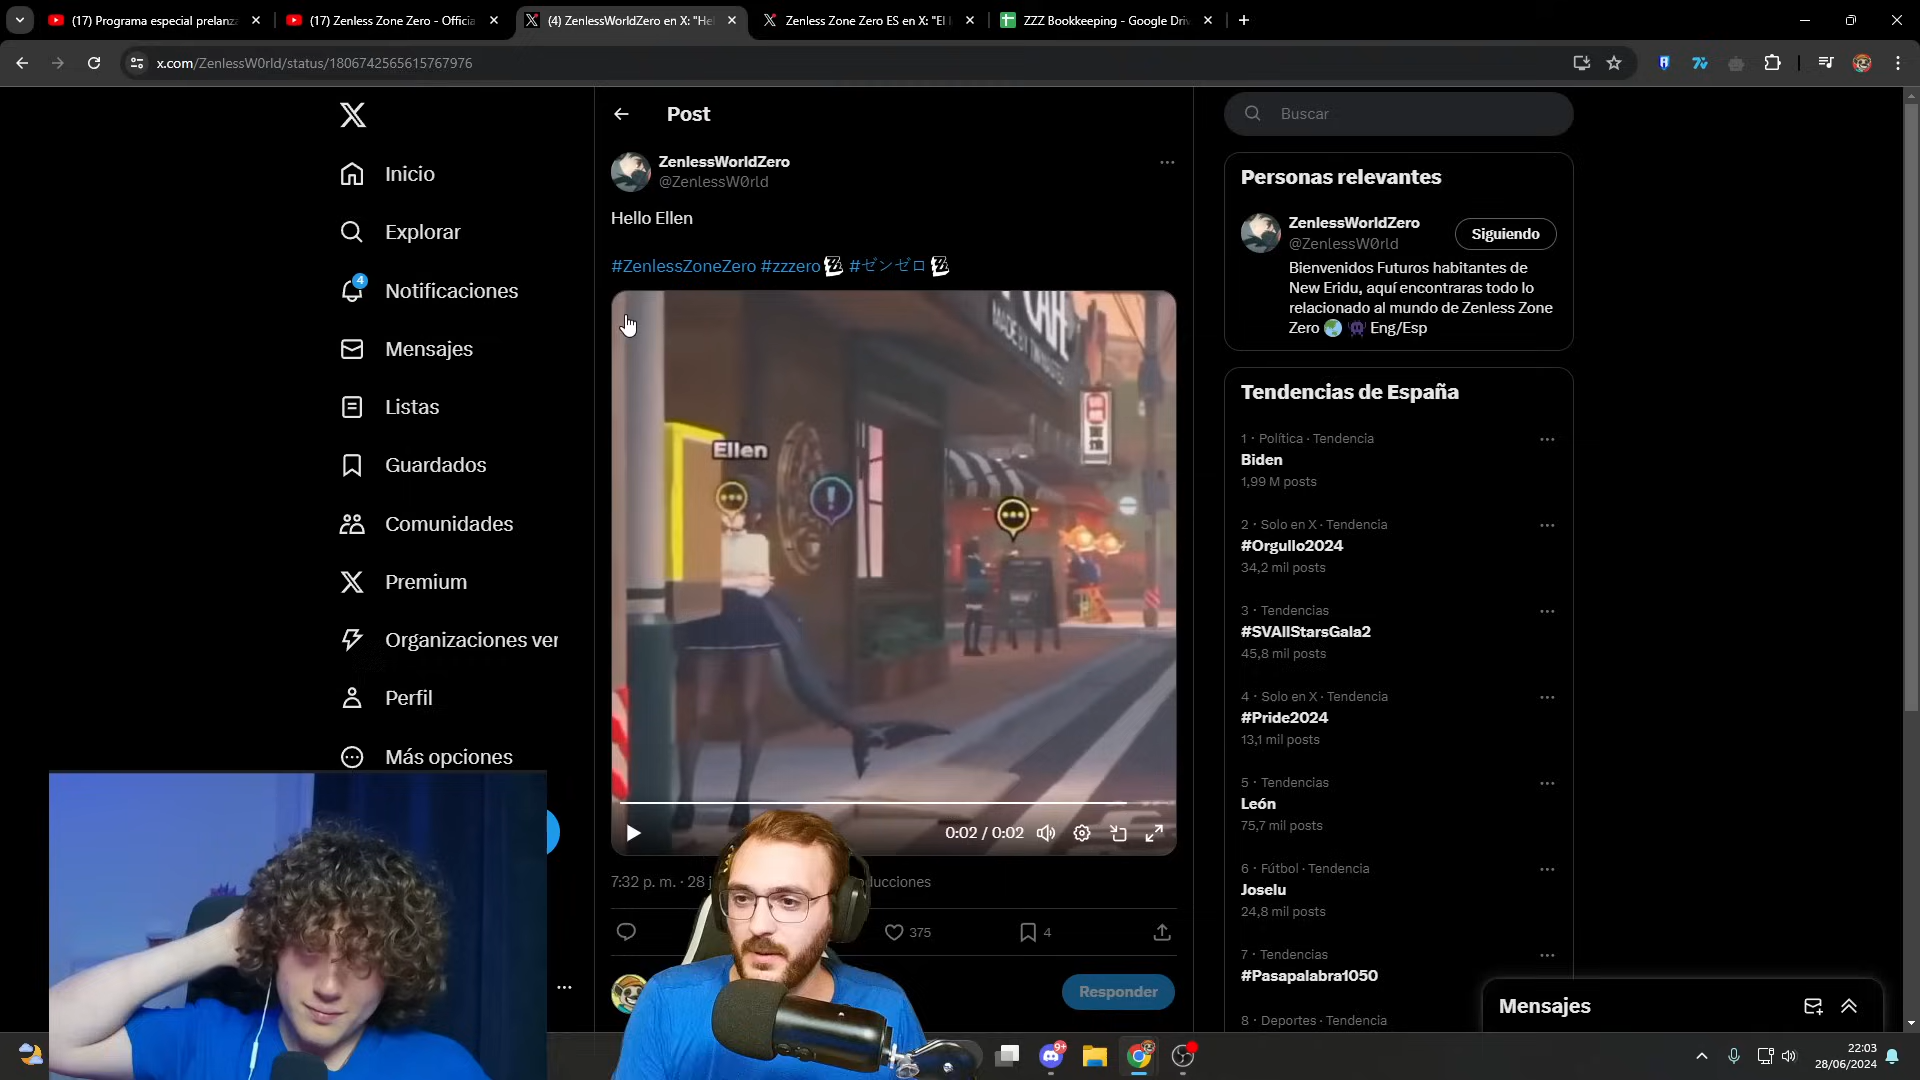 (17) Programa especial prelanza
(17) Zenless Zone Zero - Officia
(4) ZenlessWorldZero en X: "Hel
Zenless Zone Zero ES en X: "El l
ZZZ Bookkeeping - Google Driv
x.com/ZenlessW0rld/status/1806742565615767976
Inicio
Explorar
4
Notificaciones
Mensajes
Listas
Guardados
Comunidades
Premium
Organizaciones ver
Perfil
Más opciones
Post
ZenlessWorldZero
@ZenlessW0rld
Hello Ellen
#ZenlessZoneZero #zzzero #ゼンゼロ
Ellen
0:02 / 0:02
7:32 p. m. · 28 j
ducciones
375
4
Responder
Buscar
Personas relevantes
ZenlessWorldZero
@ZenlessW0rld
Siguiendo
Bienvenidos Futuros habitantes de
New Eridu, aquí encontraras todo lo
relacionado al mundo de Zenless Zone
Zero Eng/Esp
Tendencias de España
1 · Política · Tendencia
Biden
1,99 M posts
2 · Solo en X · Tendencia
#Orgullo2024
34,2 mil posts
3 · Tendencias
#SVAllStarsGala2
45,8 mil posts
4 · Solo en X · Tendencia
#Pride2024
13,1 mil posts
5 · Tendencias
León
75,7 mil posts
6 · Fútbol · Tendencia
Joselu
24,8 mil posts
7 · Tendencias
#Pasapalabra1050
8 · Deportes · Tendencia
Mensajes
9+
22:03
28/06/2024